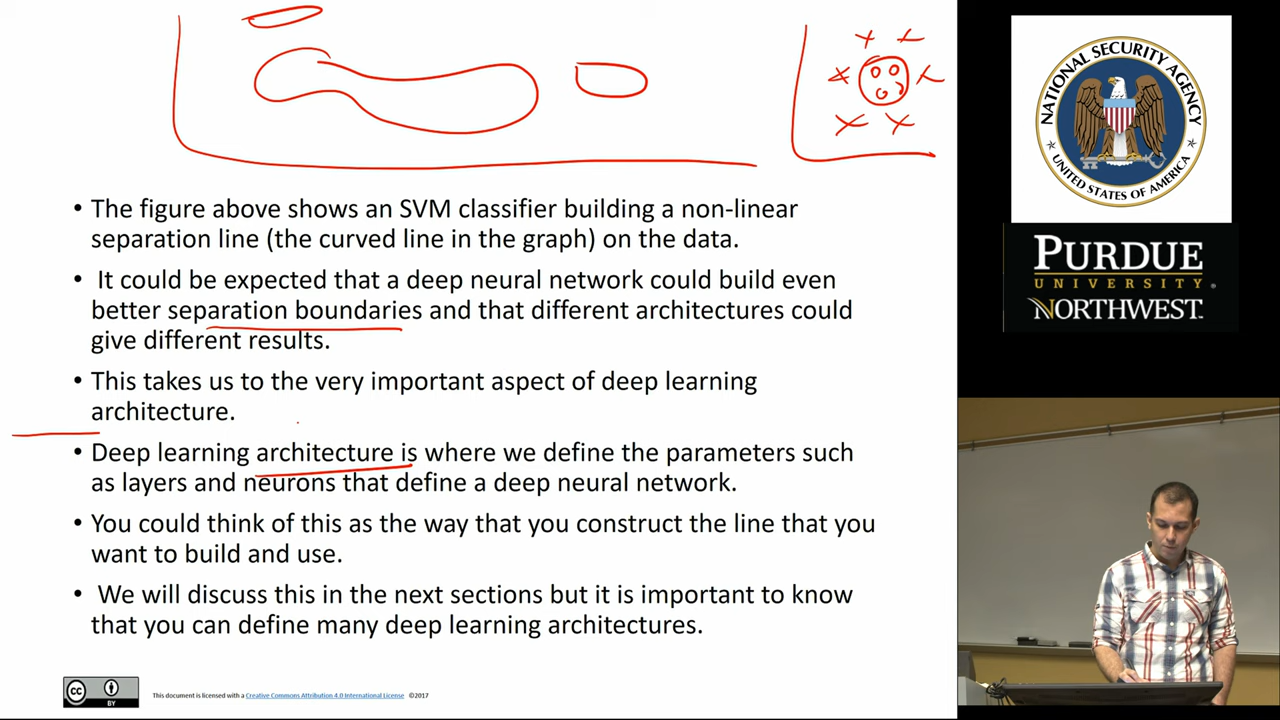 • The figure above shows an SVM classifier building a non-linear
separation line (the curved line in the graph) on the data.
• It could be expected that a deep neural network could build even
better separation boundaries and that different architectures could
give different results.
• This takes us to the very important aspect of deep learning
architecture.
• Deep learning architecture is where we define the parameters such
as layers and neurons that define a deep neural network.
• You could think of this as the way that you construct the line that you
want to build and use.
• We will discuss this in the next sections but it is important to know
that you can define many deep learning architectures.
cc BY
This document is licensed with a Creative Commons Attribution 4.0 International License ©2017
NATIONAL SECURITY AGENCY
UNITED STATES OF AMERICA
PURDUE
UNIVERSITY®
NORTHWEST™